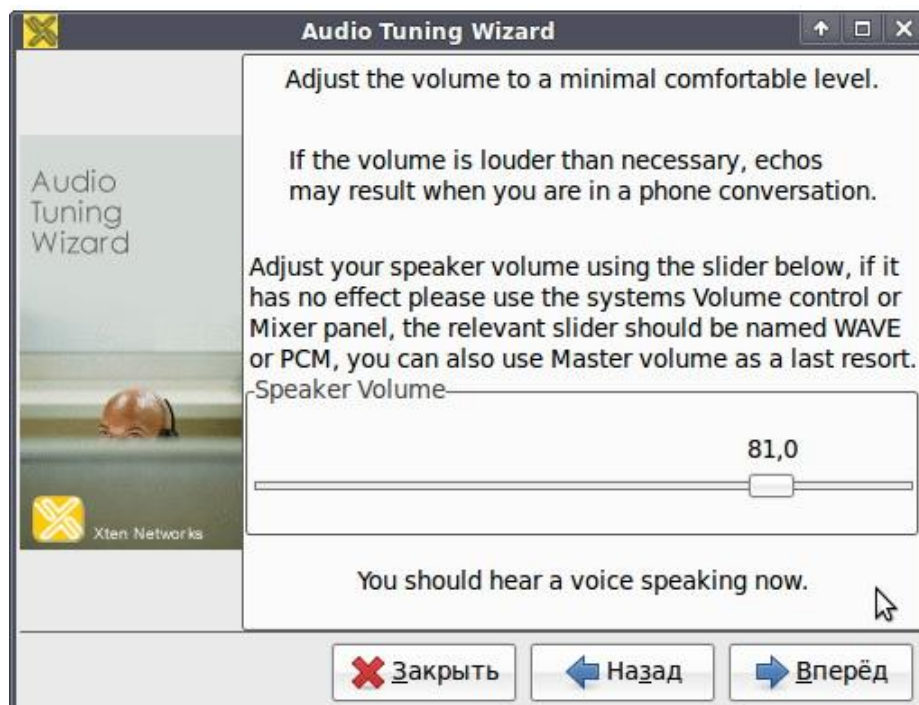 Audio Tuning Wizard
Adjust the volume to a minimal comfortable level.
If the volume is louder than necessary, echos
may result when you are in a phone conversation.
Audio
Tuning
Wizard
Adjust your speaker volume using the slider below, if it
has no effect please use the systems Volume control or
Mixer panel, the relevant slider should be named WAVE
or PCM, you can also use Master volume as a last resort.
Speaker Volume
81,0
Xten Networks
You should hear a voice speaking now.
Закрыть
Назад
Вперёд